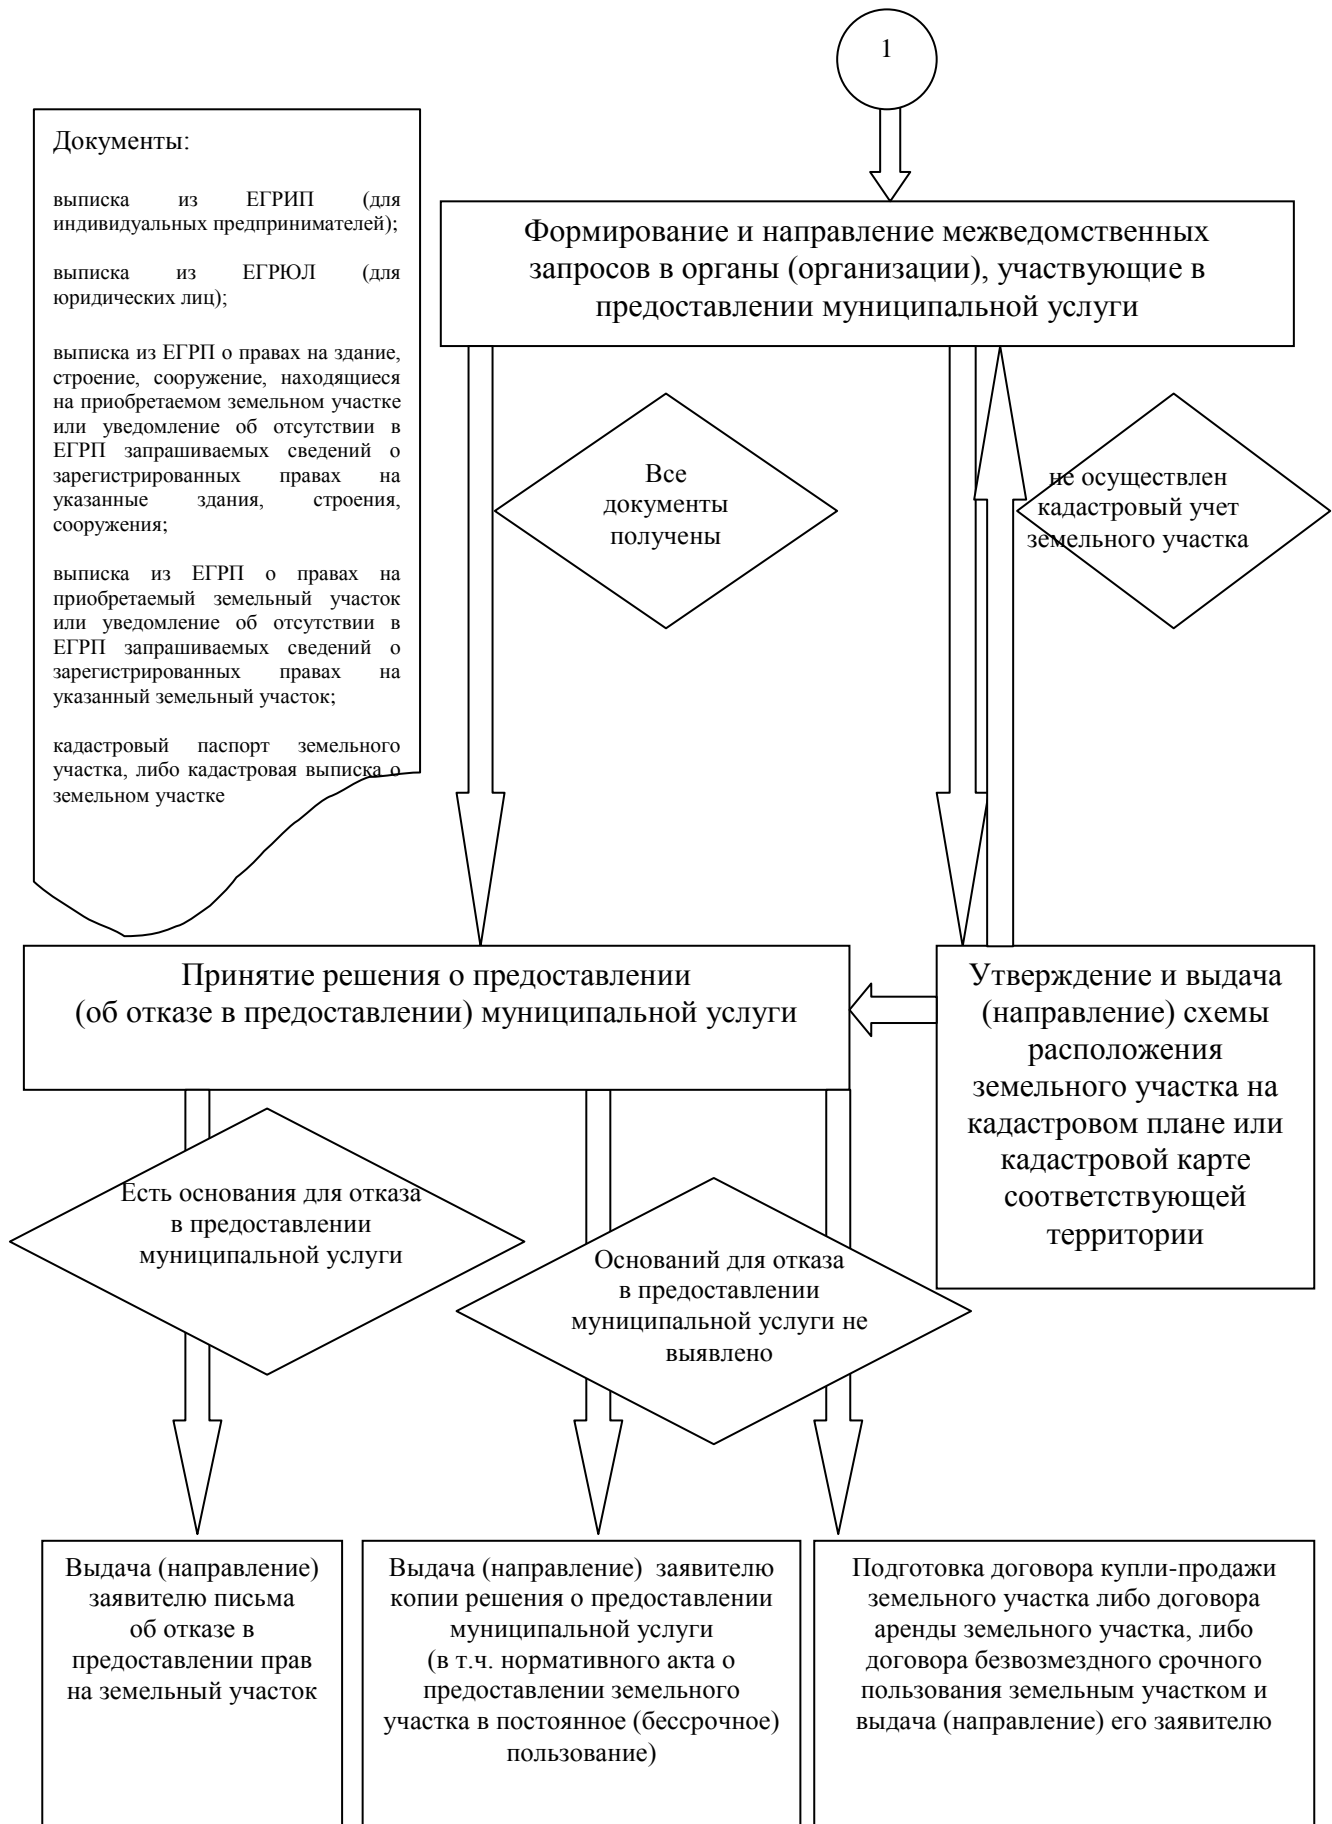 1
Документы:
выписка из ЕГРИП (для
индивидуальных предпринимателей);
выписка из ЕГРЮЛ (для
юридических лиц);
выписка из ЕГРП о правах на здание,
строение, сооружение, находящиеся
на приобретаемом земельном участке
или уведомление об отсутствии в
ЕГРП запрашиваемых сведений о
зарегистрированных правах на
указанные здания, строения,
сооружения;
выписка из ЕГРП о правах на
приобретаемый земельный участок
или уведомление об отсутствии в
ЕГРП запрашиваемых сведений о
зарегистрированных правах на
указанный земельный участок;
кадастровый паспорт земельного
участка, либо кадастровая выписка о
земельном участке
Формирование и направление межведомственных
запросов в органы (организации), участвующие в
предоставлении муниципальной услуги
Все
документы
получены
не осуществлен
кадастровый учет
земельного участка
Принятие решения о предоставлении
(об отказе в предоставлении) муниципальной услуги
Утверждение и выдача
(направление) схемы
расположения
земельного участка на
кадастровом плане или
кадастровой карте
соответствующей
территории
Есть основания для отказа
в предоставлении
муниципальной услуги
Оснований для отказа
в предоставлении
муниципальной услуги не
выявлено
Выдача (направление)
заявителю письма
об отказе в
предоставлении прав
на земельный участок
Выдача (направление) заявителю
копии решения о предоставлении
муниципальной услуги
(в т.ч. нормативного акта о
предоставлении земельного
участка в постоянное (бессрочное)
пользование)
Подготовка договора купли-продажи
земельного участка либо договора
аренды земельного участка, либо
договора безвозмездного срочного
пользования земельным участком и
выдача (направление) его заявителю